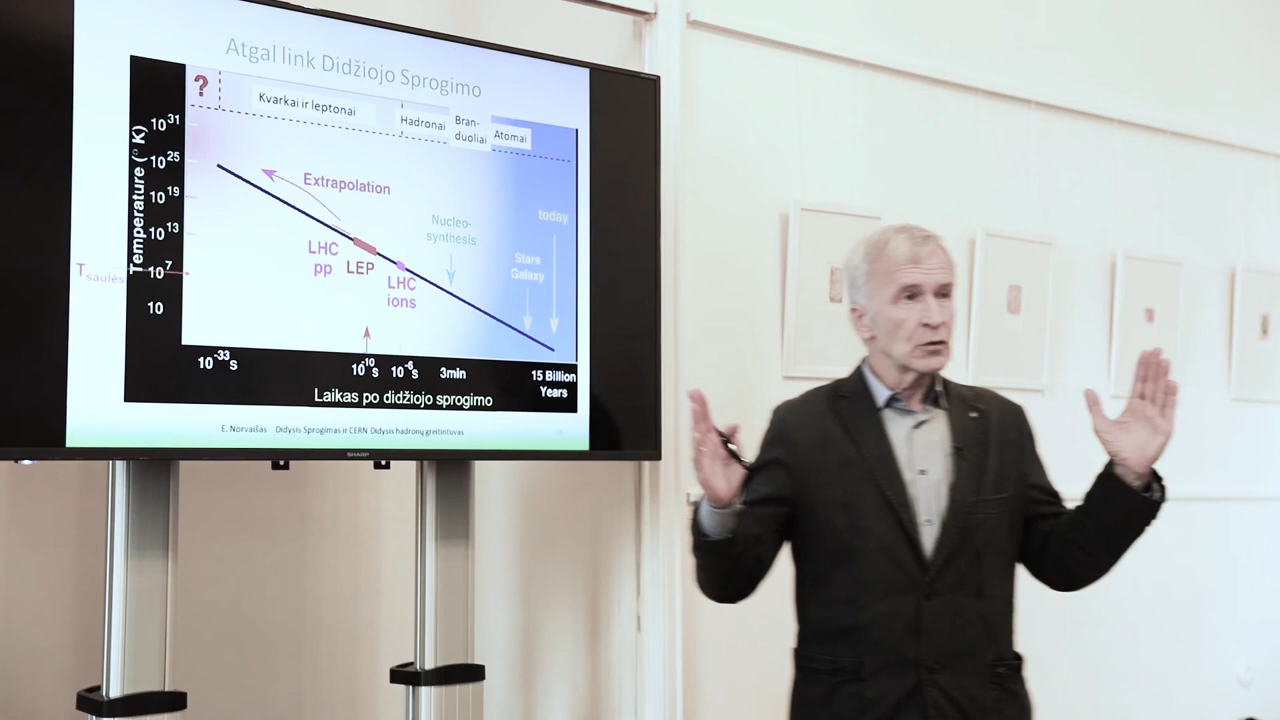 Atgal link Didžiojo Sprogimo
?
Kvarkai ir leptonai
Hadronai
Bran-
duoliai
Atomai
Temperature (° K)
10³¹
10²⁵
10¹⁹
10¹³
10⁷
10
Tsaulės
Extrapolation
LHC
pp
LEP
LHC
ions
Nucleo-
synthesis
Stars
Galaxy
today
10⁻³³s
10⁻¹⁰s
10⁻⁶s
3min
15 Billion
Years
Laikas po didžiojo sprogimo
E. Norvaišas Didysis Sprogimas ir CERN Didysis hadronų greitintuvas
SHARP